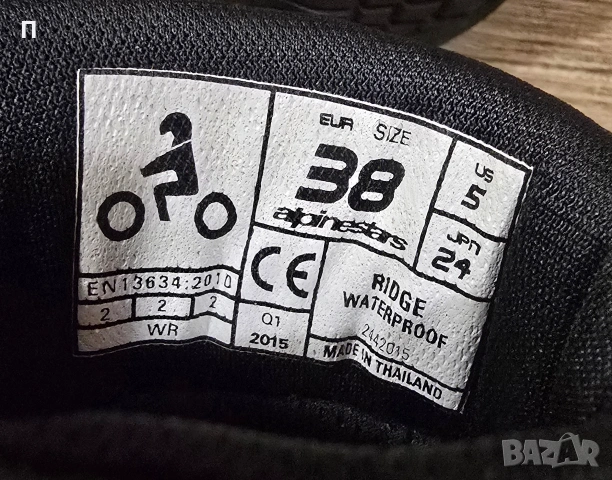 П
EUR SIZE
38
alpinestars
US
5
JPN
24
EN13634:2010
2 2 2
WR
CE
Q1
2015
RIDGE
WATERPROOF
2442015
MADE IN THAILAND
BAZAR